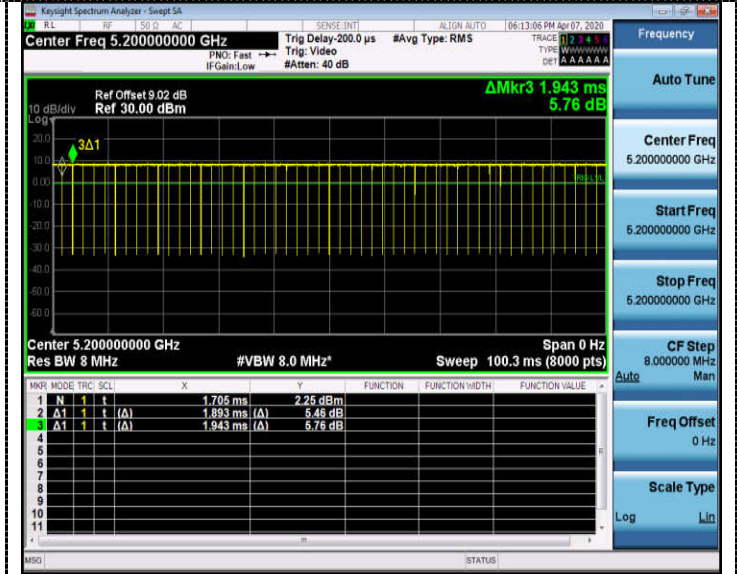 Keysight Spectrum Analyzer - Swept SA
RL RF 50 Ω AC SENSE:INT ALIGN AUTO 06:13:06 PM Apr 07, 2020
Center Freq 5.200000000 GHz Trig Delay-200.0 µs #Avg Type: RMS TRACE 1 2 3 4 5 6
PNO: Fast Trig: Video TYPE WWWWWW
IFGain:Low #Atten: 40 dB DET A A A A A A
Frequency
Auto Tune
ΔMkr3 1.943 ms
5.76 dB
Ref Offset 9.02 dB
10 dB/div Ref 30.00 dBm
Log
20.0
3Δ1
10.0
0.00
TRIG LVL
-10.0
-20.0
-30.0
-40.0
-50.0
-60.0
Center 5.200000000 GHz Span 0 Hz
Res BW 8 MHz #VBW 8.0 MHz* Sweep 100.3 ms (8000 pts)
MKR MODE TRC SCL X Y FUNCTION FUNCTION WIDTH FUNCTION VALUE
1 N 1 t 1.705 ms 2.25 dBm
2 Δ1 1 t (Δ) 1.893 ms (Δ) 5.46 dB
3 Δ1 1 t (Δ) 1.943 ms (Δ) 5.76 dB
4
5
6
7
8
9
10
11
Center Freq
5.200000000 GHz
Start Freq
5.200000000 GHz
Stop Freq
5.200000000 GHz
CF Step
8.000000 MHz
Auto Man
Freq Offset
0 Hz
Scale Type
Log Lin
MSG STATUS